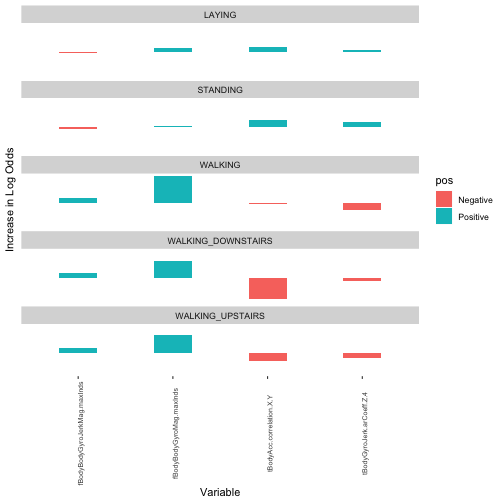 LAYING
STANDING
WALKING
WALKING_DOWNSTAIRS
WALKING_UPSTAIRS
Increase in Log Odds
pos
Negative
Positive
fBodyBodyGyroJerkMag.maxInds
fBodyBodyGyroMag.maxInds
tBodyAcc.correlation.X.Y
tBodyGyroJerk.arCoeff.Z.4
Variable